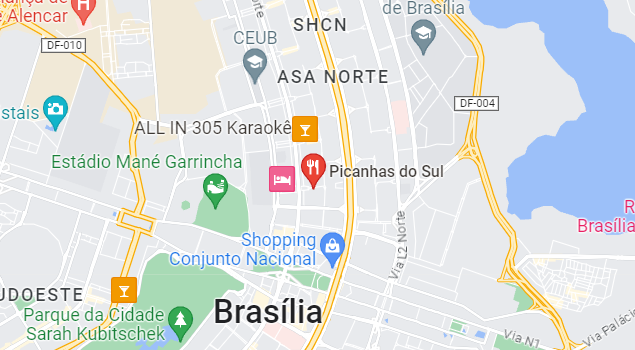 de Alencar
SHCN
de Brasília
DF-010
CEUB
ASA NORTE
DF-004
stais
ALL IN 305 Karaokê
Estádio Mané Garrincha
Picanhas do Sul
R
Brasília
Via L2 Norte
Shopping
Conjunto Nacional
UDOESTE
Parque da Cidade
Sarah Kubitschek
Brasília
Via N1
Via Palácio